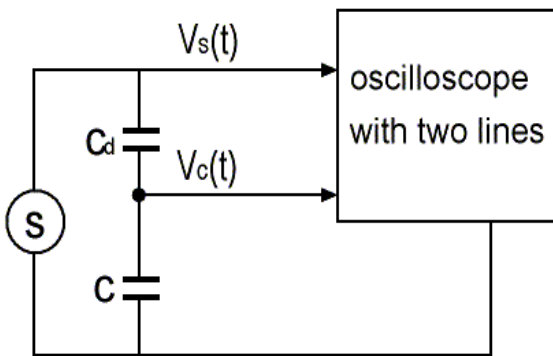 Vs(t)
oscilloscope
with two lines
Cd
Vc(t)
S
C